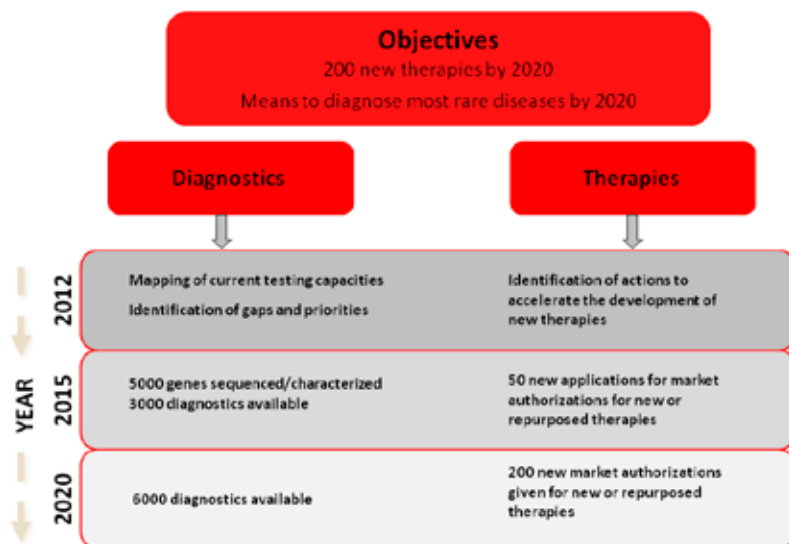 Objectives
200 new therapies by 2020
Means to diagnose most rare diseases by 2020
Diagnostics
Therapies
YEAR
2012
Mapping of current testing capacities
Identification of gaps and priorities
Identification of actions to
accelerate the development of
new therapies
2015
5000 genes sequenced/characterized
3000 diagnostics available
50 new applications for market
authorizations for new or
repurposed therapies
2020
6000 diagnostics available
200 new market authorizations
given for new or repurposed
therapies